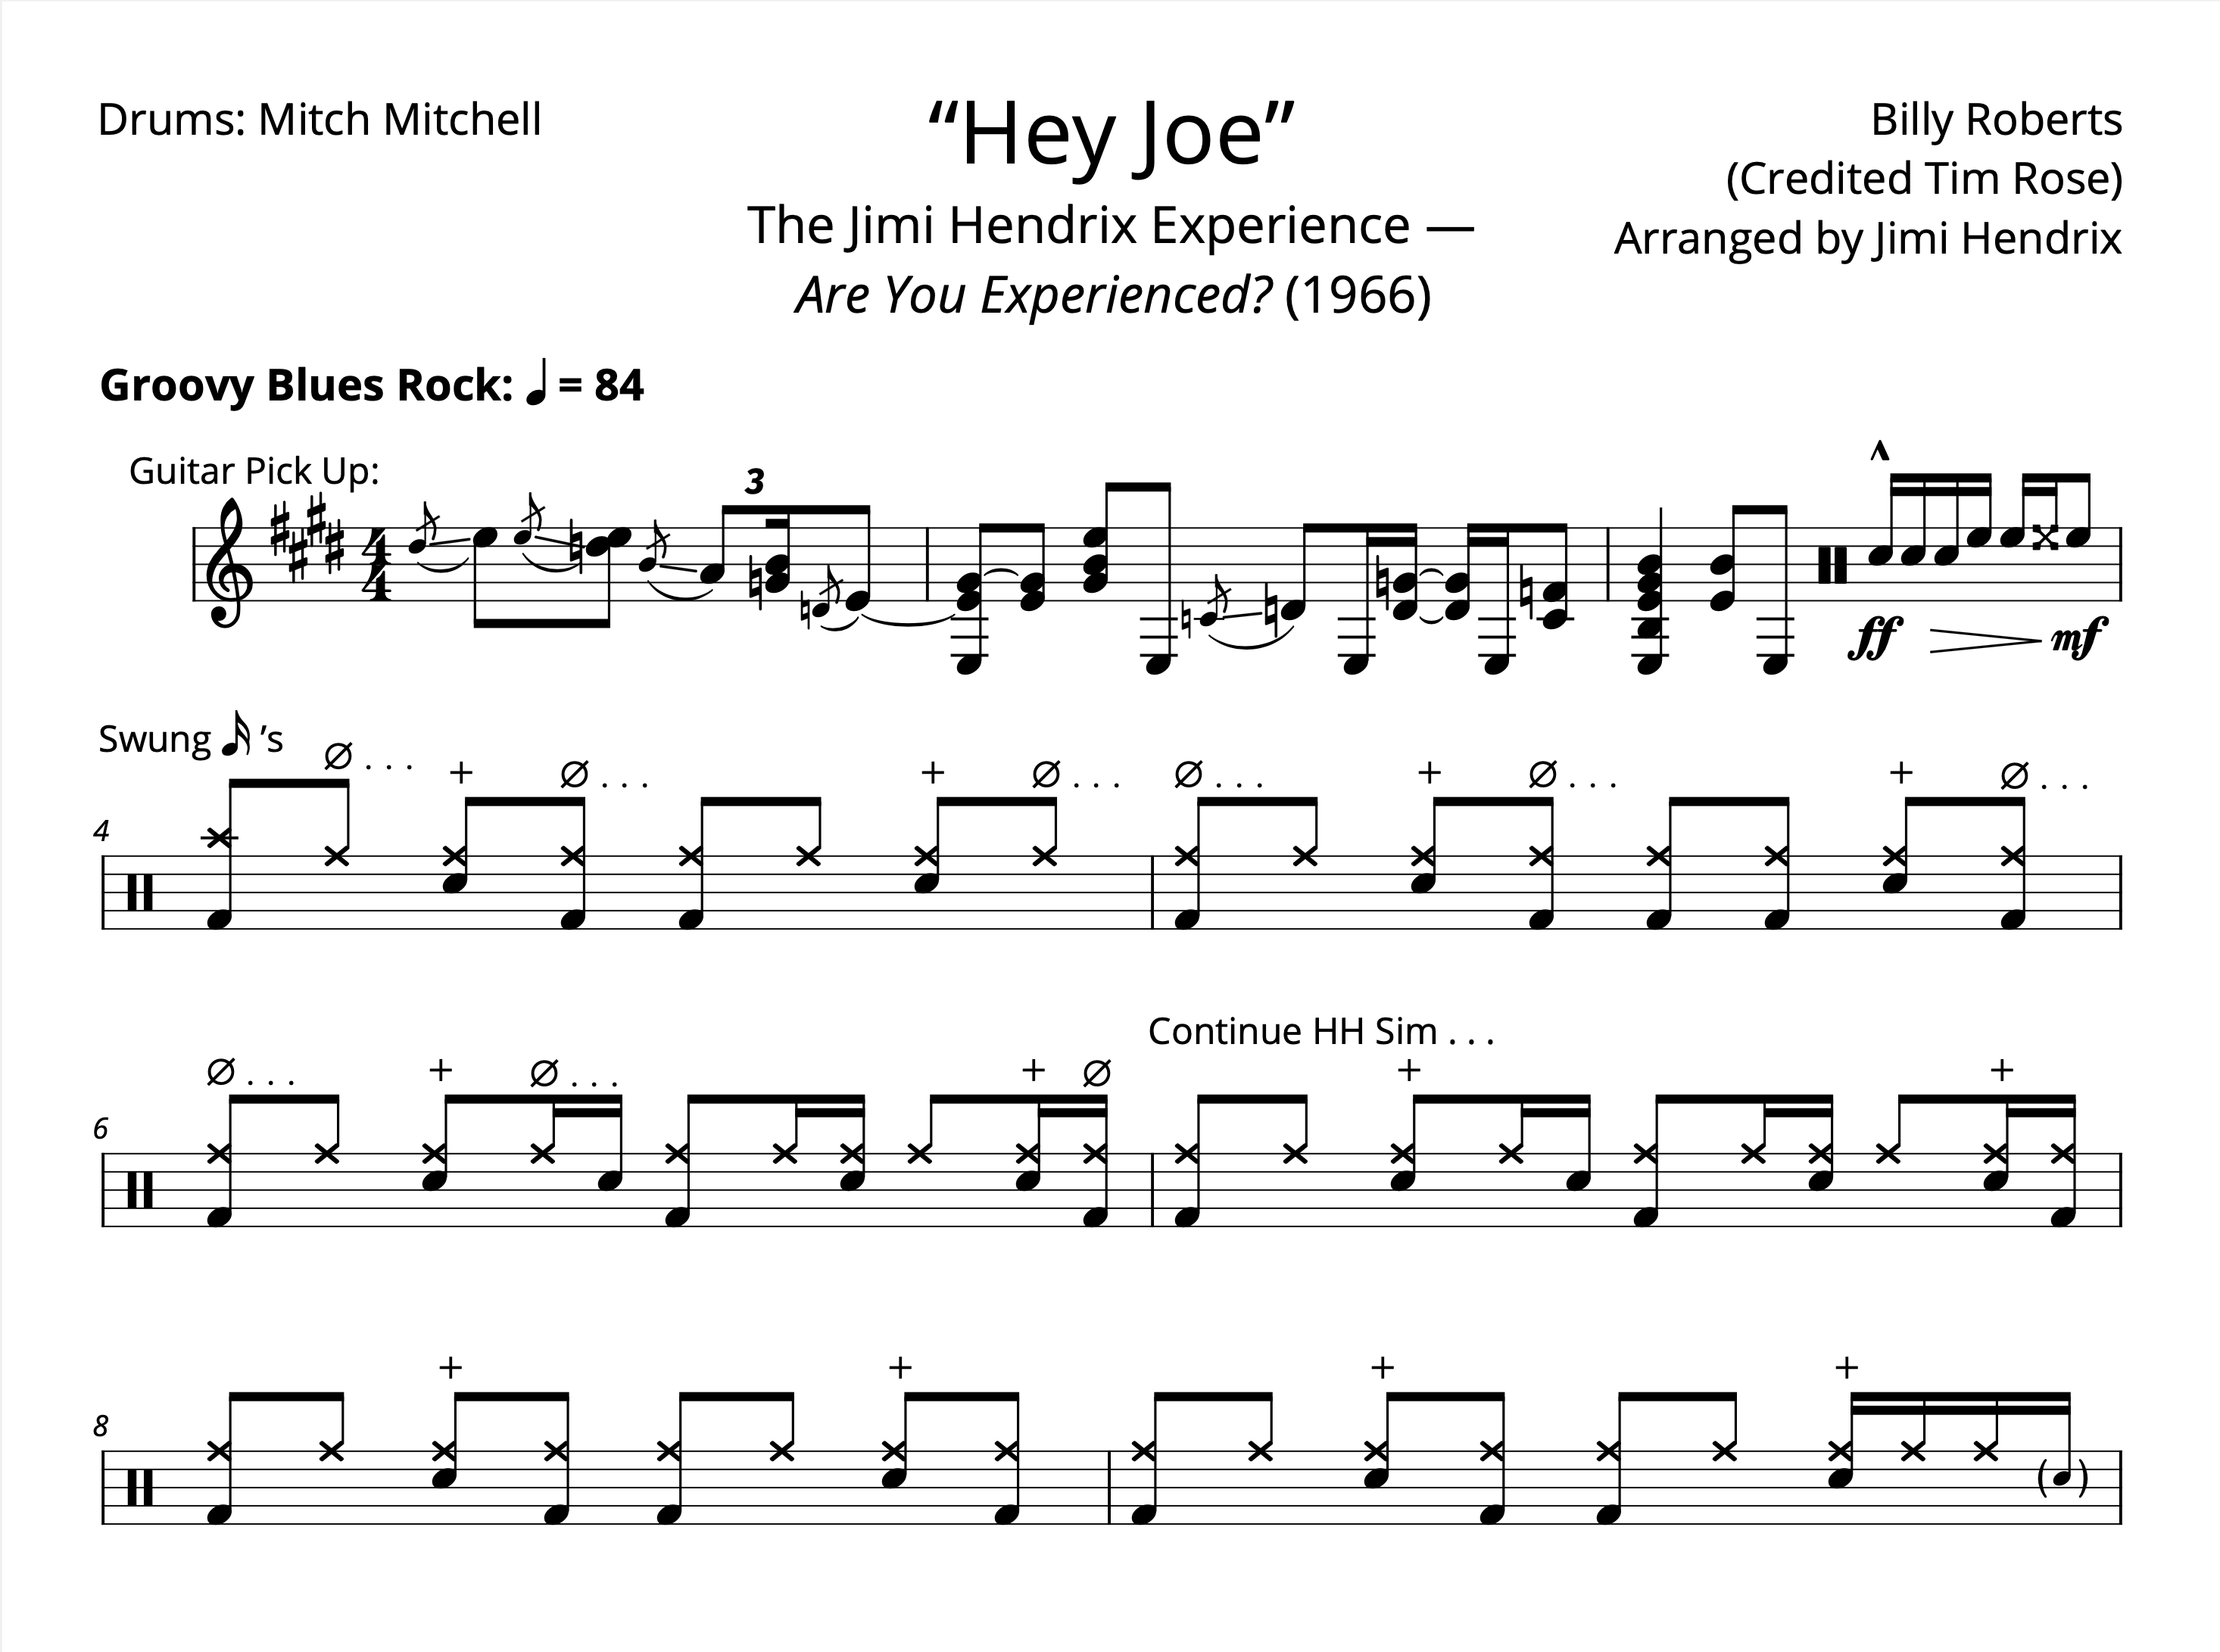 Drums: Mitch Mitchell
“Hey Joe”
The Jimi Hendrix Experience —
Are You Experienced? (1966)
Billy Roberts
(Credited Tim Rose)
Arranged by Jimi Hendrix
Groovy Blues Rock: ♩ = 84
Guitar Pick Up:
3
4
4
ff
mf
Swung 𝅘𝅥𝅯 ’s
4
6
Continue HH Sim . . .
8